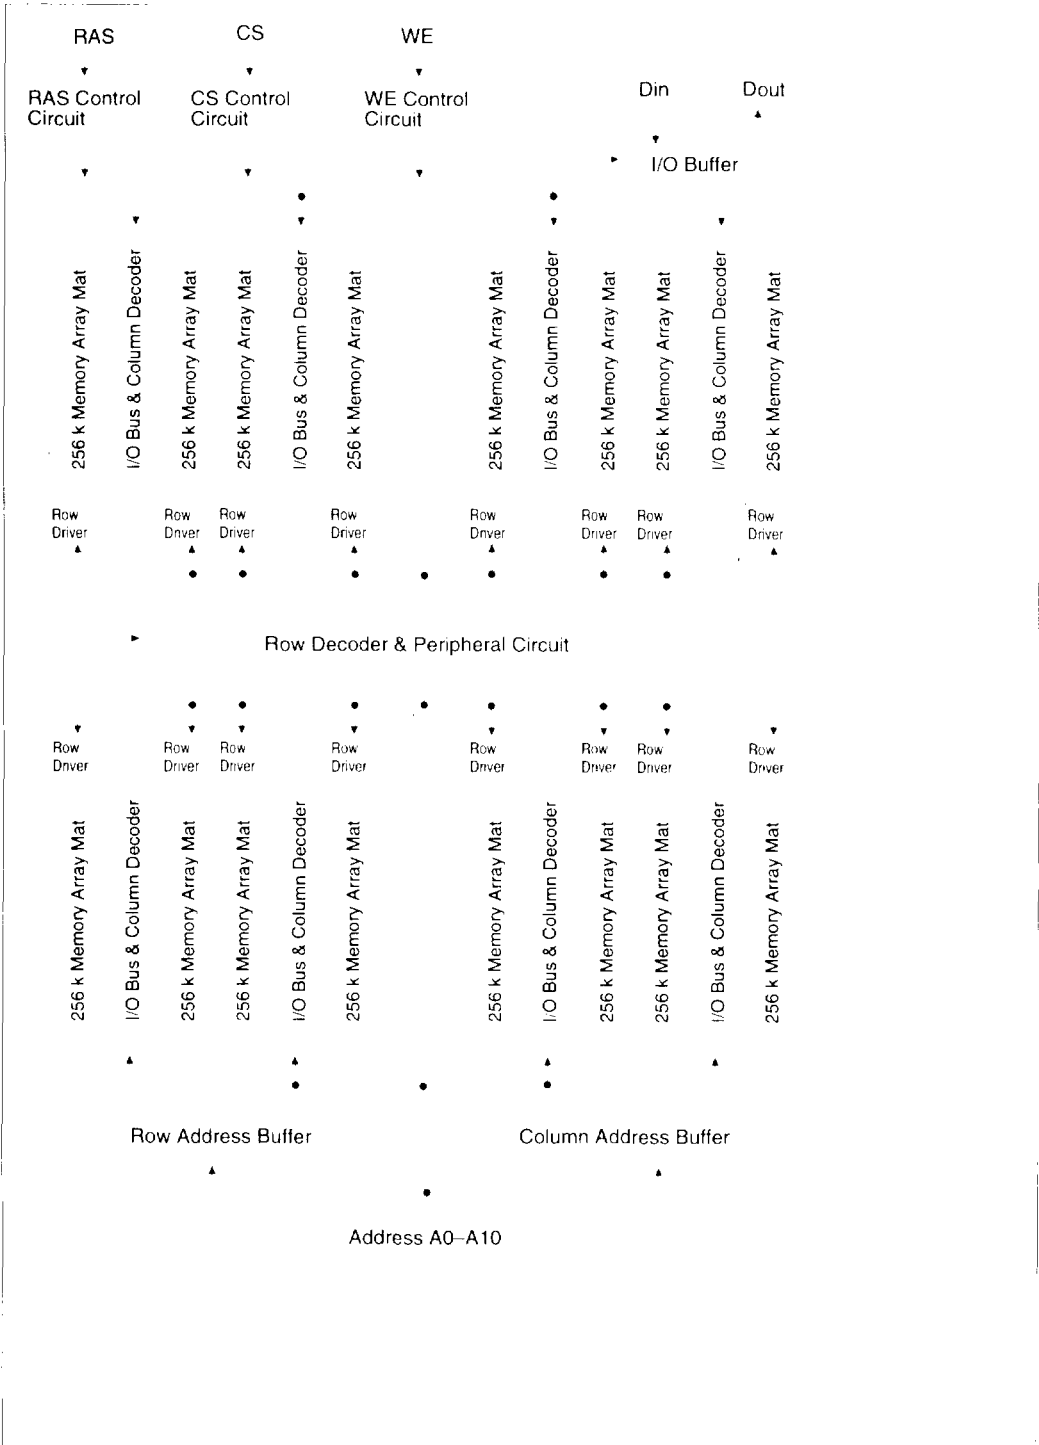 RAS
CS
WE
RAS Control
Circuit
CS Control
Circuit
WE Control
Circuit
Din
Dout
I/O Buffer
256 k Memory Array Mat
I/O Bus & Column Decoder
256 k Memory Array Mat
256 k Memory Array Mat
I/O Bus & Column Decoder
256 k Memory Array Mat
256 k Memory Array Mat
I/O Bus & Column Decoder
256 k Memory Array Mat
256 k Memory Array Mat
I/O Bus & Column Decoder
256 k Memory Array Mat
Row
Driver
Row
Driver
Row
Driver
Row
Driver
Row
Driver
Row
Driver
Row
Driver
Row
Driver
Row Decoder & Peripheral Circuit
Row
Driver
Row
Driver
Row
Driver
Row
Driver
Row
Driver
Row
Driver
Row
Driver
Row
Driver
256 k Memory Array Mat
I/O Bus & Column Decoder
256 k Memory Array Mat
256 k Memory Array Mat
I/O Bus & Column Decoder
256 k Memory Array Mat
256 k Memory Array Mat
I/O Bus & Column Decoder
256 k Memory Array Mat
256 k Memory Array Mat
I/O Bus & Column Decoder
256 k Memory Array Mat
Row Address Buffer
Column Address Buffer
Address A0–A10